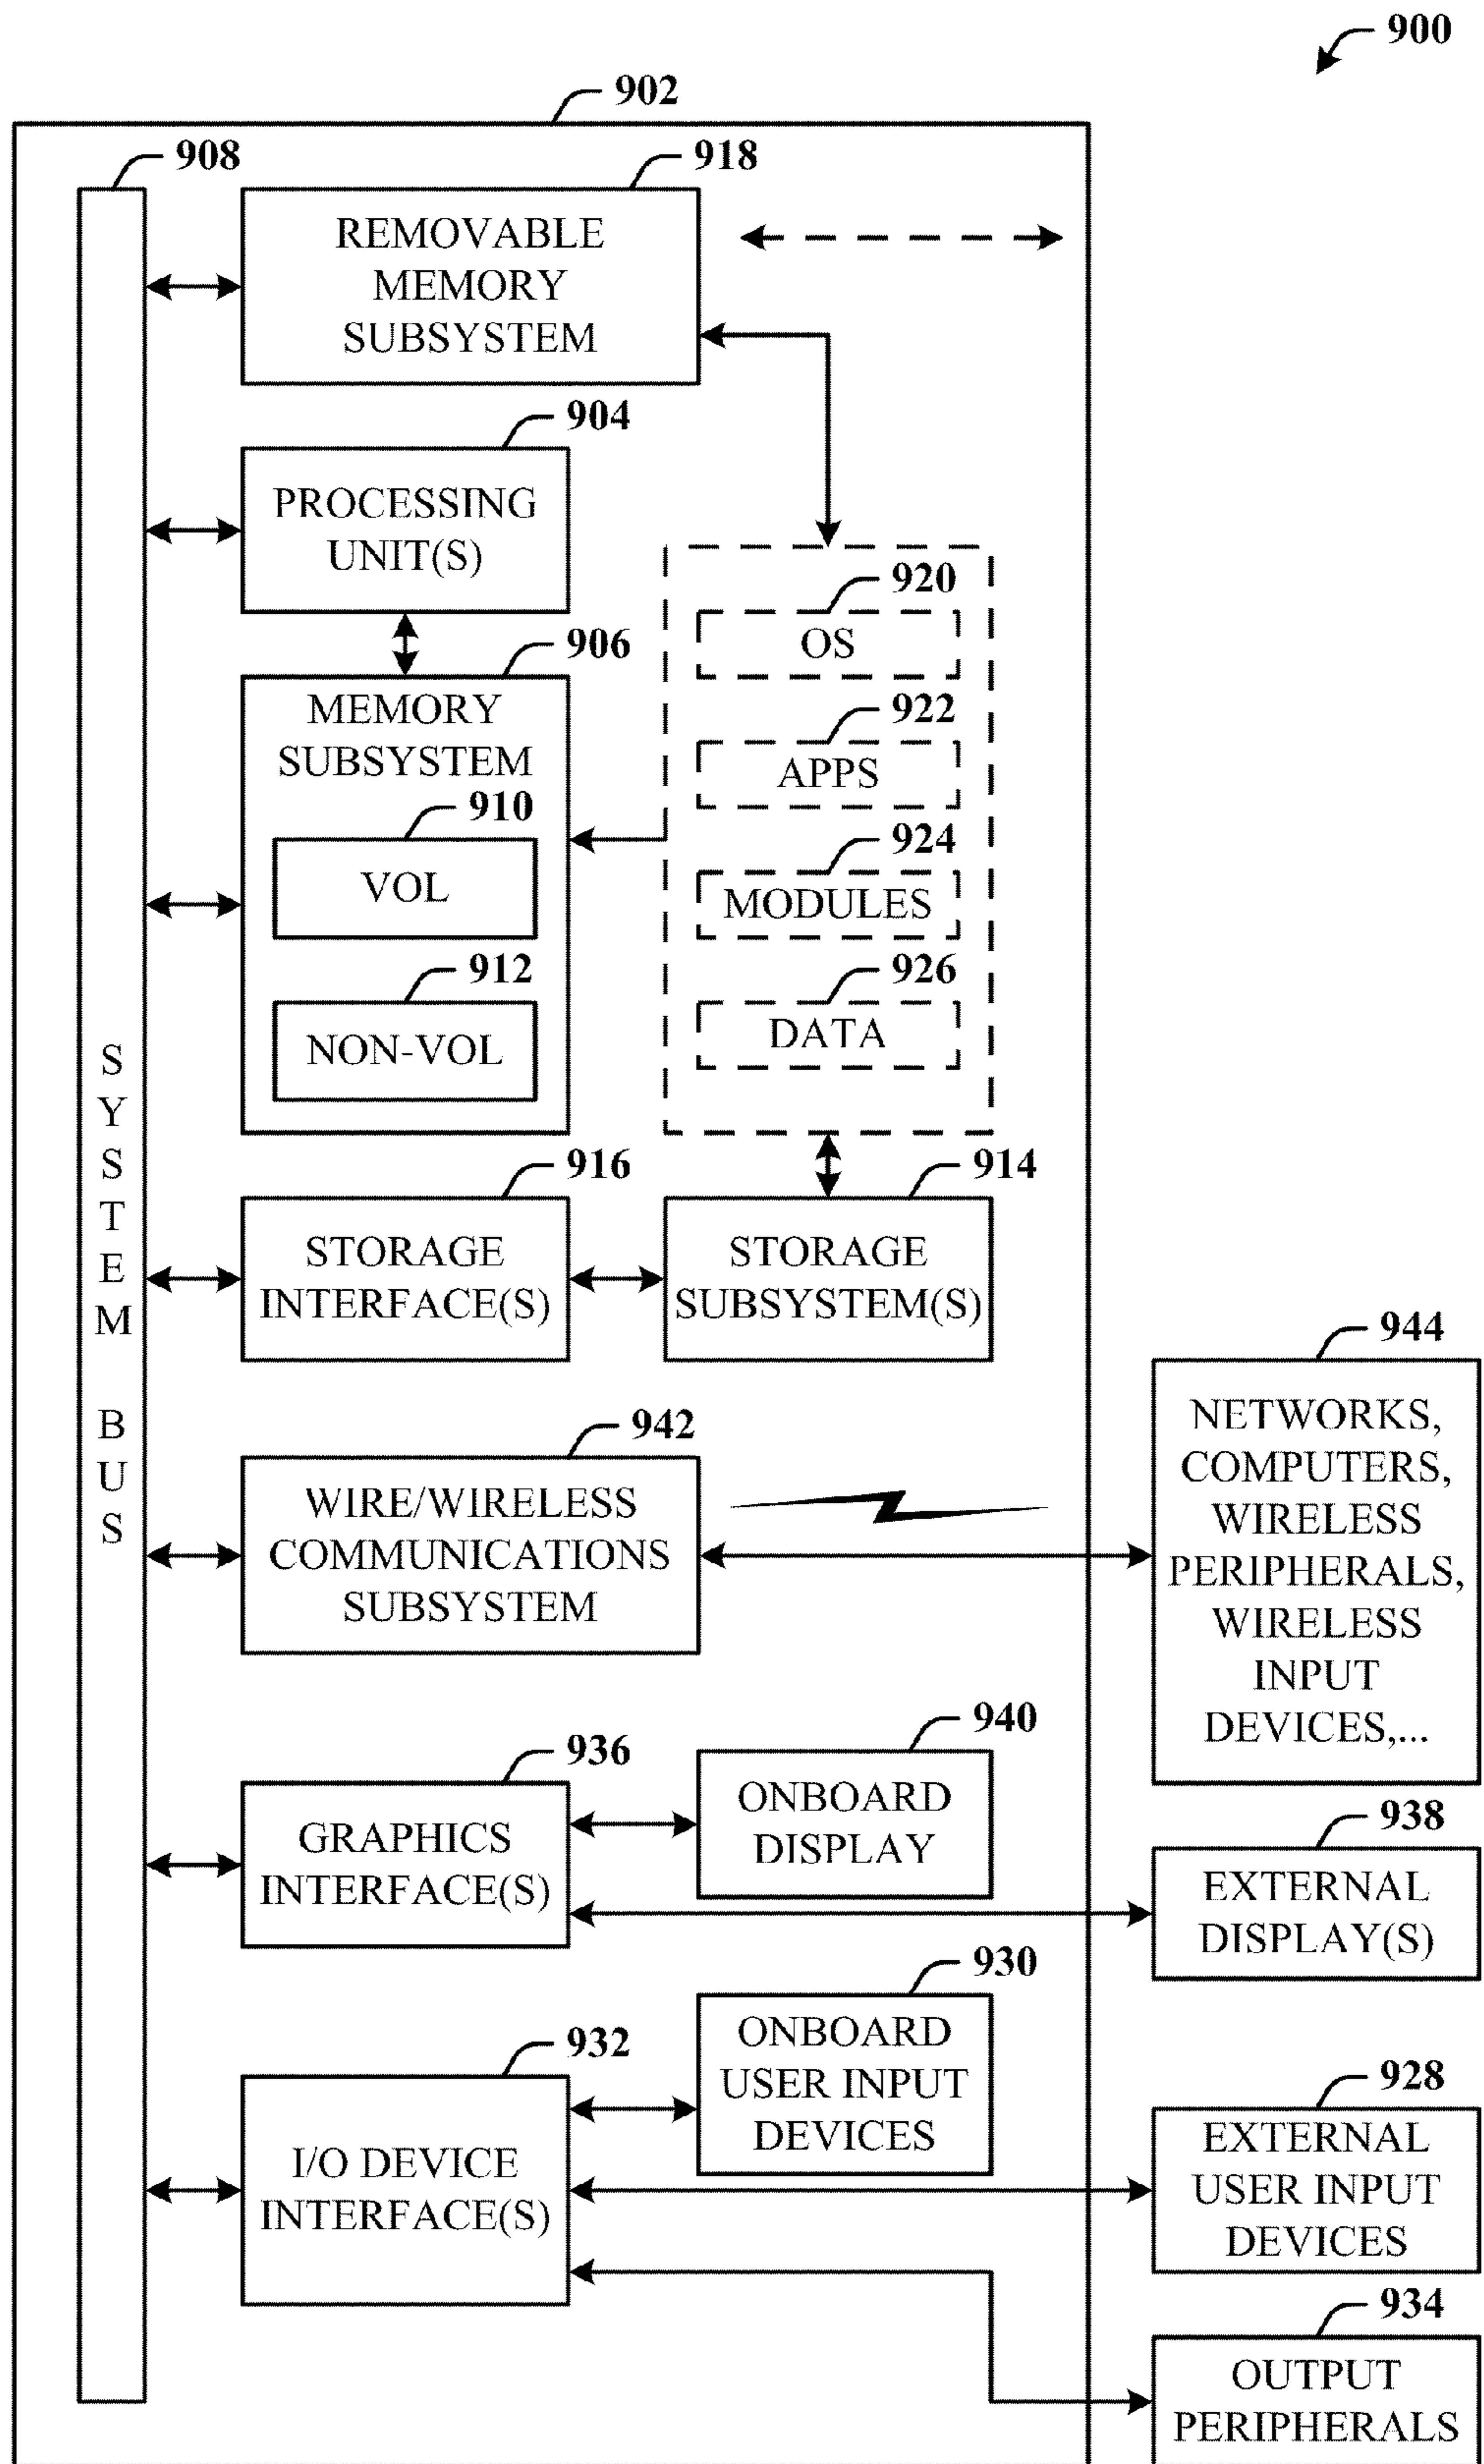 900
902
908
918
REMOVABLE
MEMORY
SUBSYSTEM
904
PROCESSING
UNIT(S)
906
MEMORY
SUBSYSTEM
910
VOL
912
NON-VOL
920
OS
922
APPS
924
MODULES
926
DATA
SYSTEM BUS
916
STORAGE
INTERFACE(S)
914
STORAGE
SUBSYSTEM(S)
942
WIRE/WIRELESS
COMMUNICATIONS
SUBSYSTEM
944
NETWORKS,
COMPUTERS,
WIRELESS
PERIPHERALS,
WIRELESS
INPUT
DEVICES,...
936
GRAPHICS
INTERFACE(S)
940
ONBOARD
DISPLAY
938
EXTERNAL
DISPLAY(S)
932
I/O DEVICE
INTERFACE(S)
930
ONBOARD
USER INPUT
DEVICES
928
EXTERNAL
USER INPUT
DEVICES
934
OUTPUT
PERIPHERALS